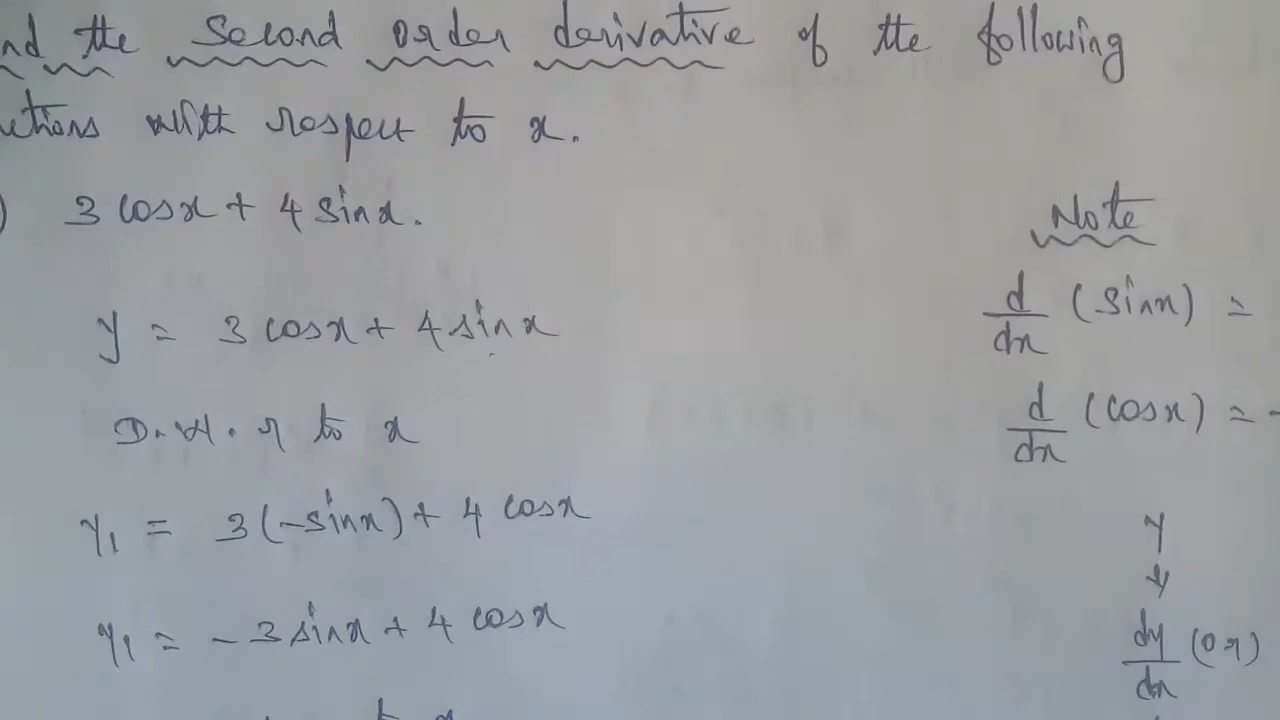 nd the second order derivative of the following
ctions with respect to x.
) 3 cosx + 4 sinx.
y = 3 cosx + 4 sinx
D.W.r to x
y₁ = 3(-sinx) + 4 cosx
y₁ = - 3 sinx + 4 cosx
to x
Note
d/dx (sinx) =
d/dx (cosx) = -
y
↓
dy/dx (or)